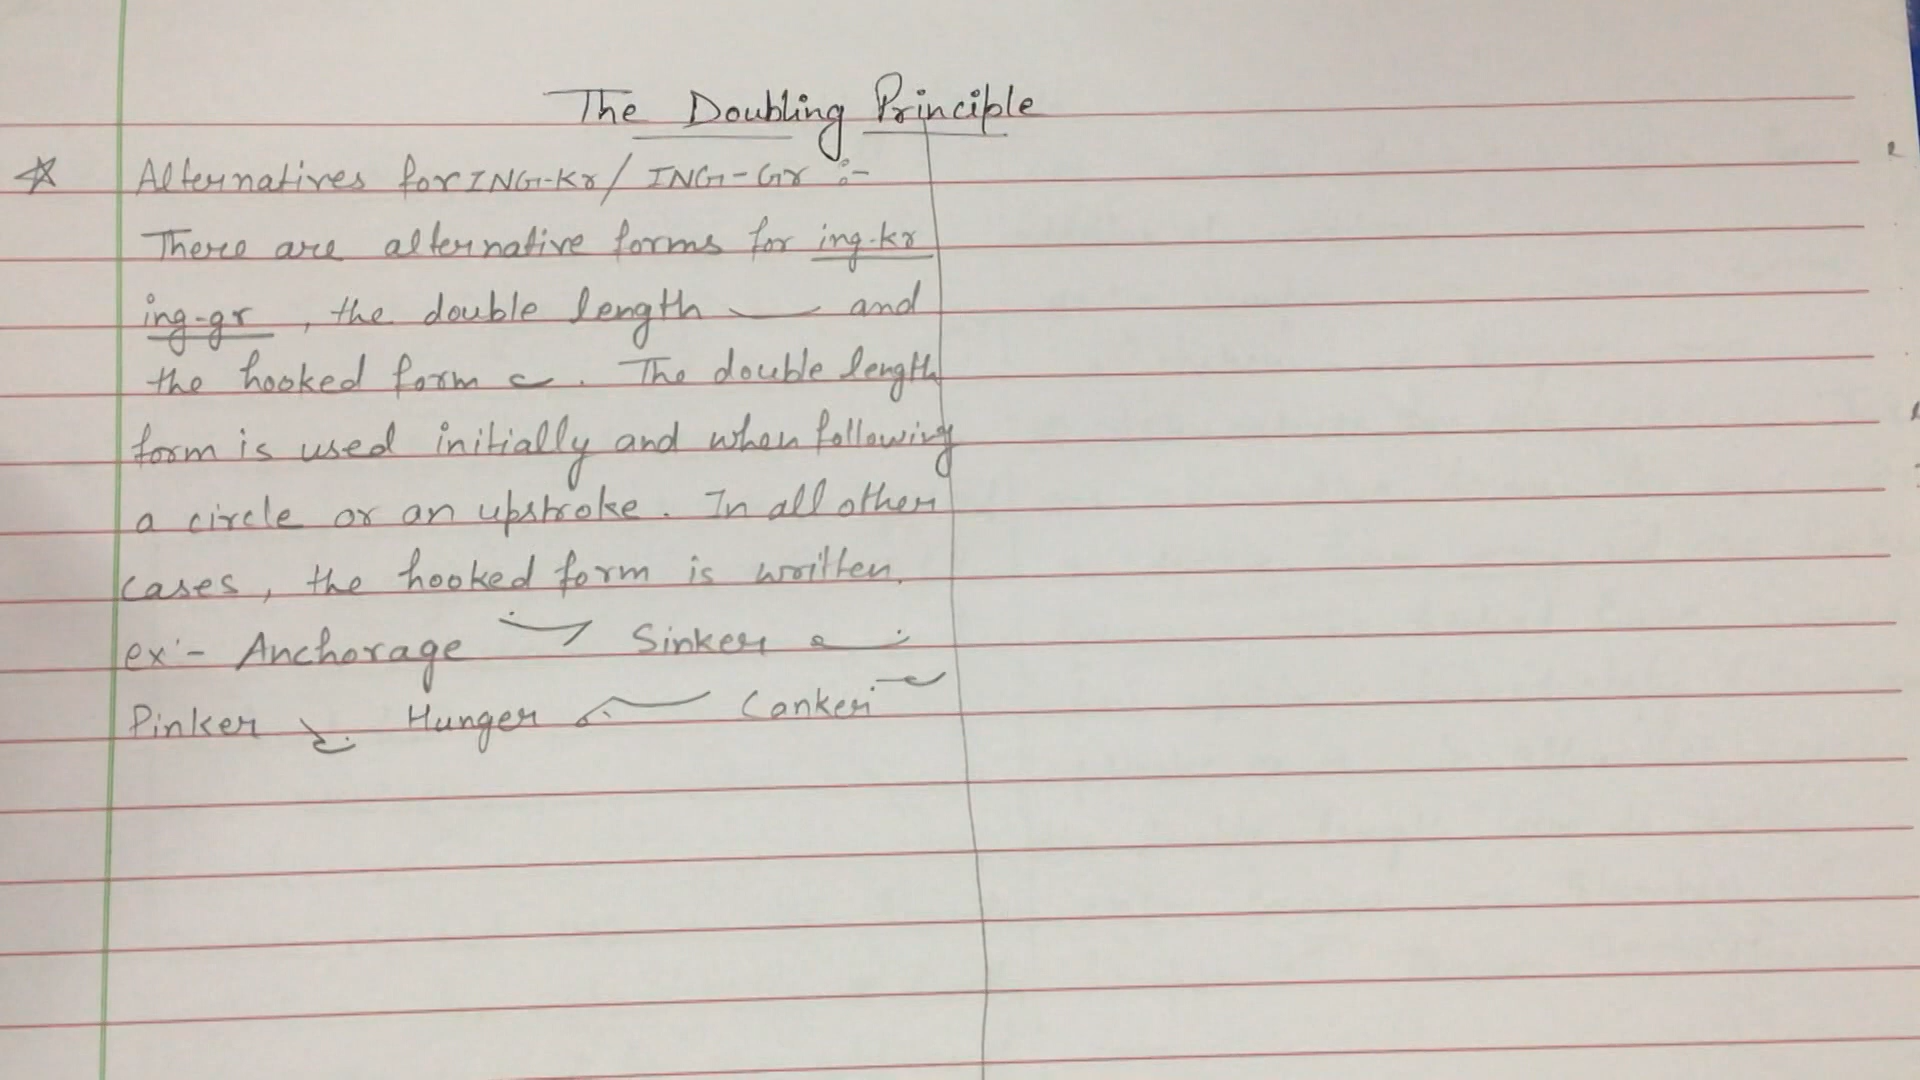 The Doubling Principle
☆ Alternatives for ING-Kr/ ING-Gr :-
There are alternative forms for ing-kr
ing-gr , the double length and
the hooked form . The double length
form is used initially and when following
a circle or an upstroke. In all other
cases, the hooked form is written.
ex:- Anchorage Sinker
Pinker Hunger Canker